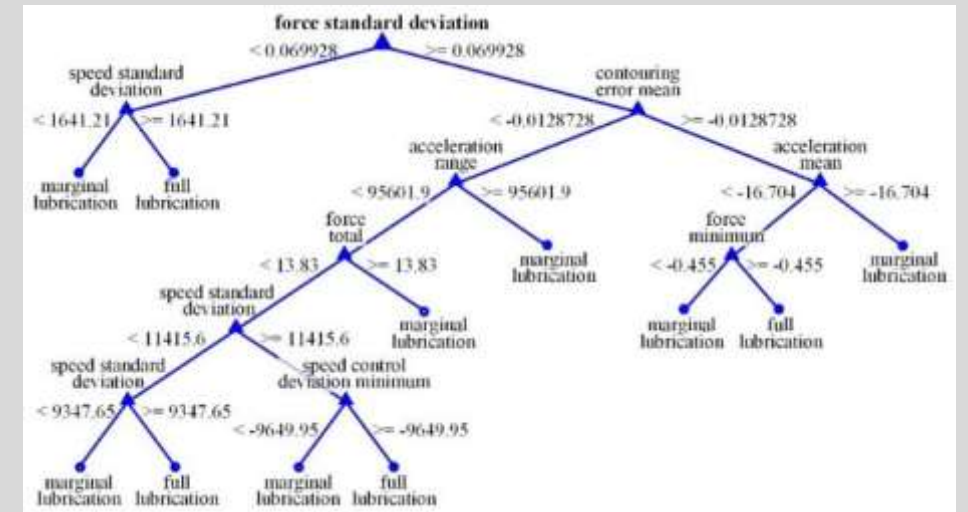 force standard deviation
< 0.069928
>= 0.069928
speed standard
deviation
contouring
error mean
< 1641.21
>= 1641.21
< -0.0128728
>= -0.0128728
marginal
lubrication
full
lubrication
acceleration
range
acceleration
mean
< 95601.9
>= 95601.9
< -16.704
>= -16.704
force
total
force
minimum
< 13.83
>= 13.83
marginal
lubrication
< -0.455
>= -0.455
marginal
lubrication
speed standard
deviation
marginal
lubrication
marginal
lubrication
full
lubrication
< 11415.6
>= 11415.6
speed standard
deviation
speed control
deviation minimum
< 9347.65
>= 9347.65
< -9649.95
>= -9649.95
marginal
lubrication
full
lubrication
marginal
lubrication
full
lubrication